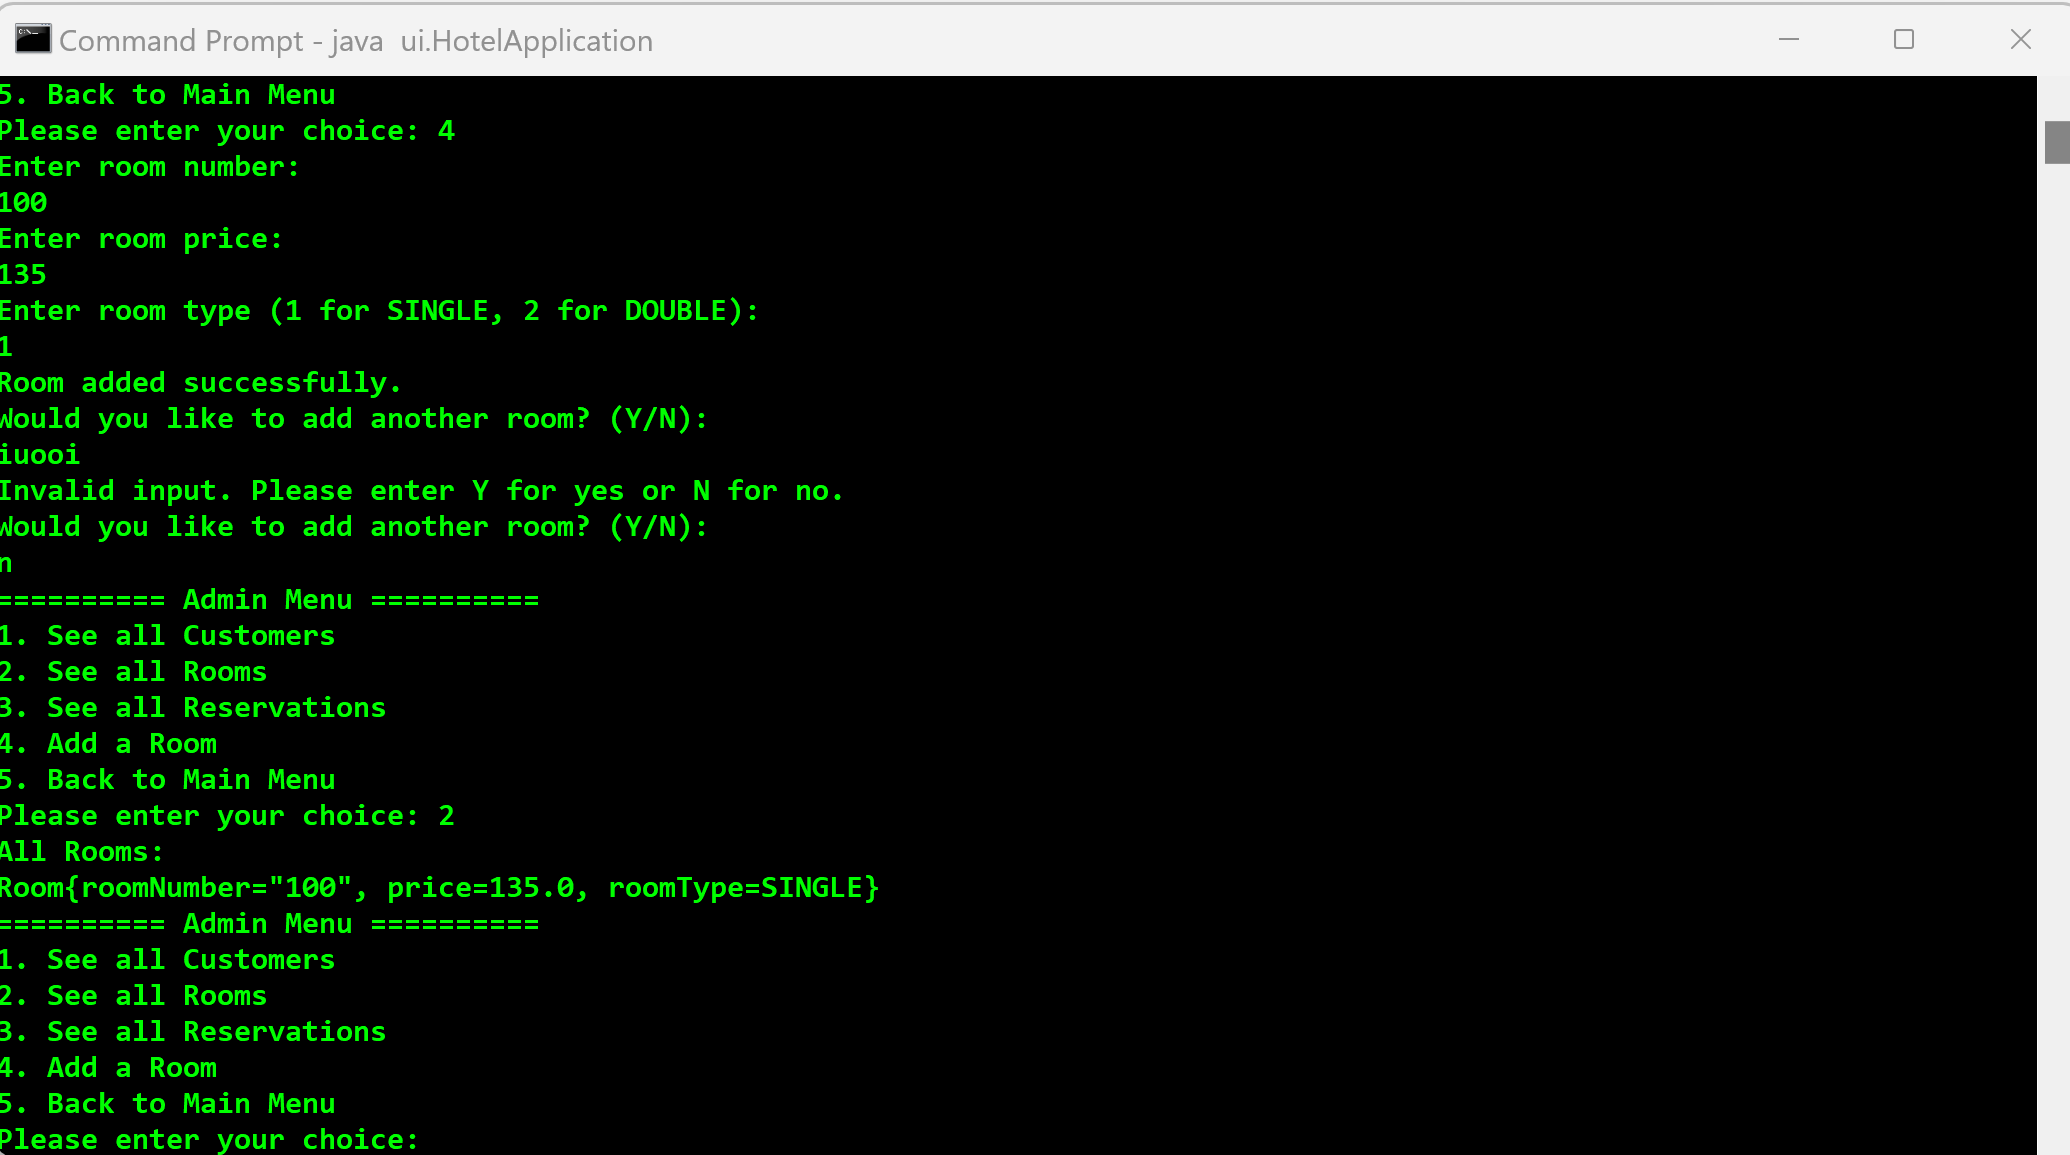 Command Prompt - java  ui.HotelApplication
5. Back to Main Menu
Please enter your choice: 4
Enter room number:
100
Enter room price:
135
Enter room type (1 for SINGLE, 2 for DOUBLE):
1
Room added successfully.
Would you like to add another room? (Y/N):
iuooi
Invalid input. Please enter Y for yes or N for no.
Would you like to add another room? (Y/N):
n
========== Admin Menu ==========
1. See all Customers
2. See all Rooms
3. See all Reservations
4. Add a Room
5. Back to Main Menu
Please enter your choice: 2
All Rooms:
Room{roomNumber="100", price=135.0, roomType=SINGLE}
========== Admin Menu ==========
1. See all Customers
2. See all Rooms
3. See all Reservations
4. Add a Room
5. Back to Main Menu
Please enter your choice: